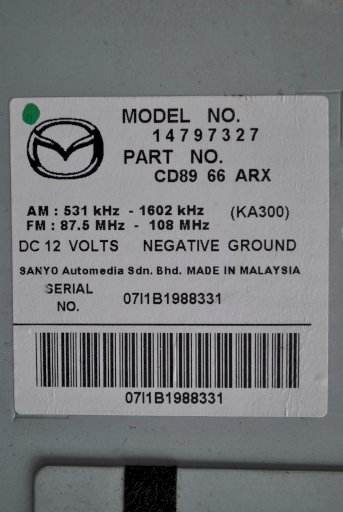 MODEL NO.
14797327
PART NO.
CD89 66 ARX
AM : 531 kHz - 1602 kHz (KA300)
FM : 87.5 MHz - 108 MHz
DC 12 VOLTS NEGATIVE GROUND
SANYO Automedia Sdn. Bhd. MADE IN MALAYSIA
SERIAL NO. 07I1B1988331
07I1B1988331